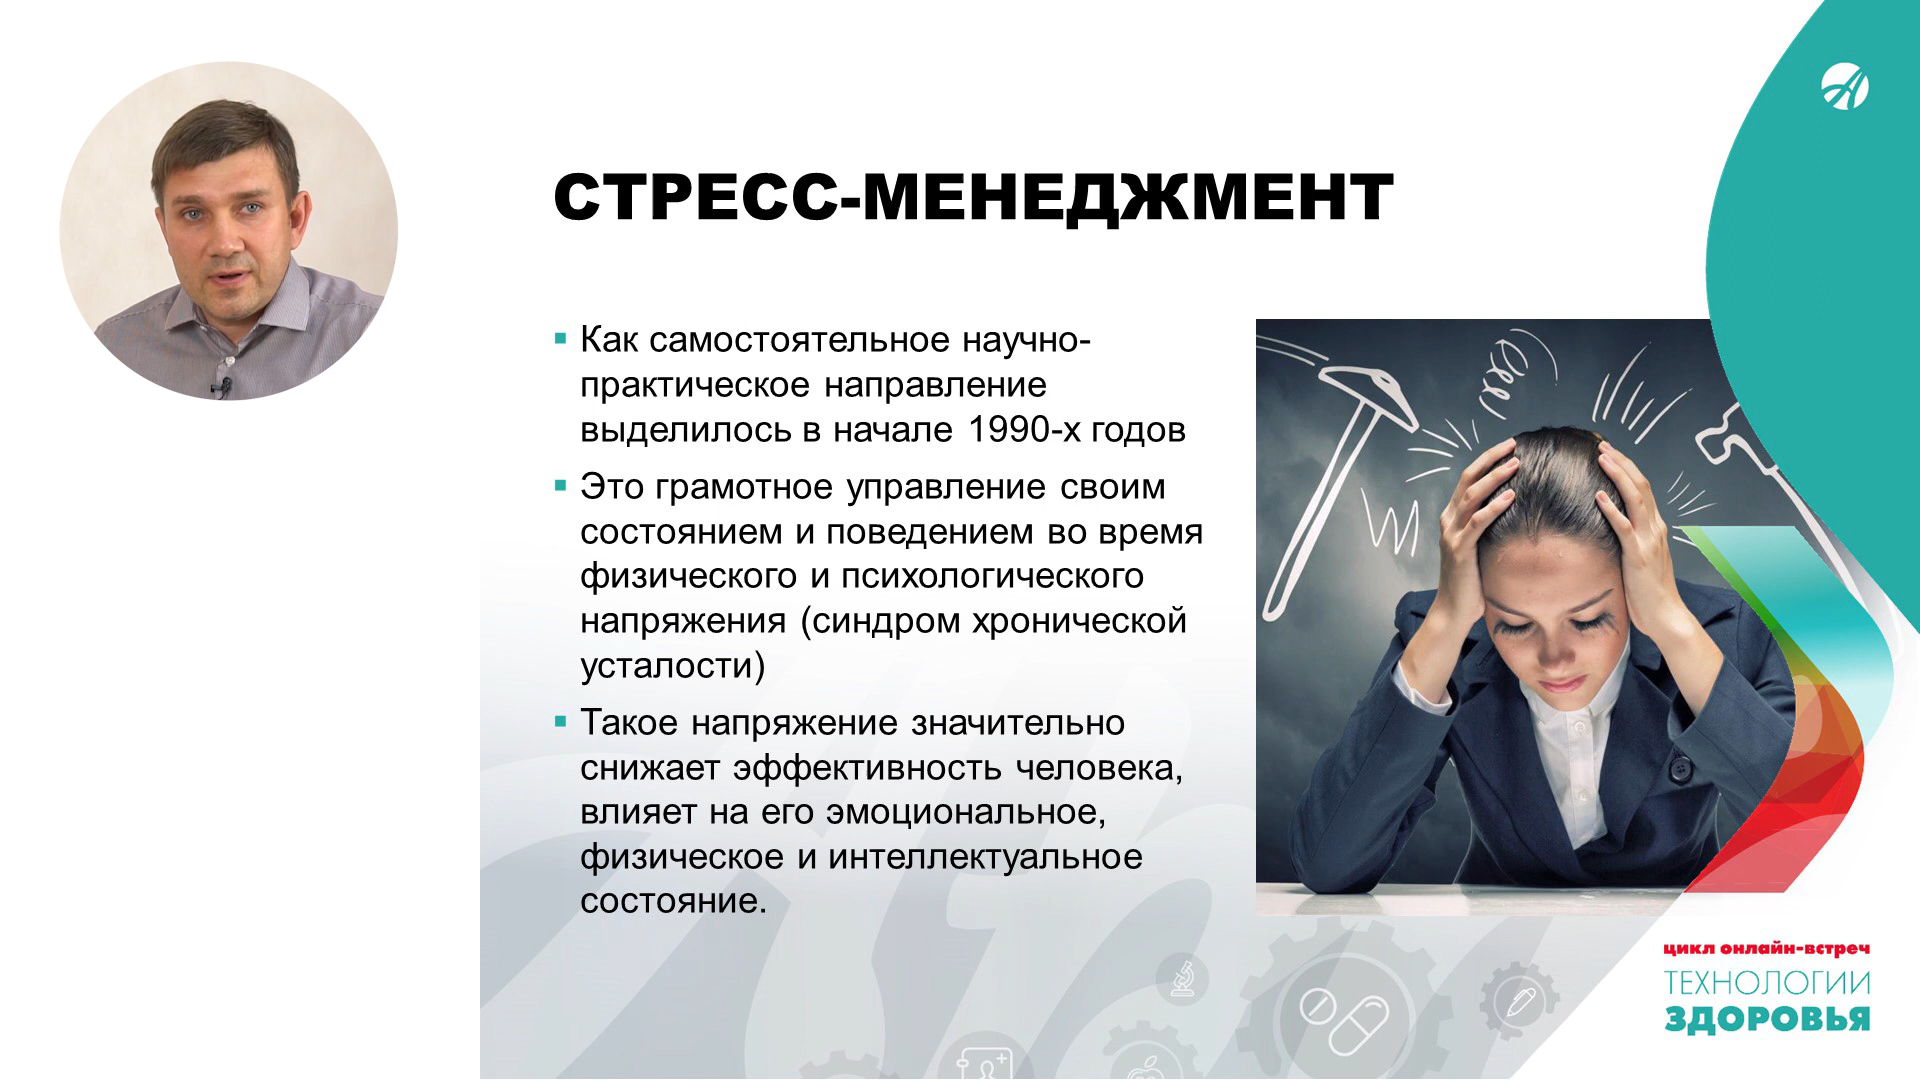 СТРЕСС-МЕНЕДЖМЕНТ
Как самостоятельное научно-
практическое направление
выделилось в начале 1990-х годов
Это грамотное управление своим
состоянием и поведением во время
физического и психологического
напряжения (синдром хронической
усталости)
Такое напряжение значительно
снижает эффективность человека,
влияет на его эмоциональное,
физическое и интеллектуальное
состояние.
цикл онлайн-встреч
ТЕХНОЛОГИИ
ЗДОРОВЬЯ